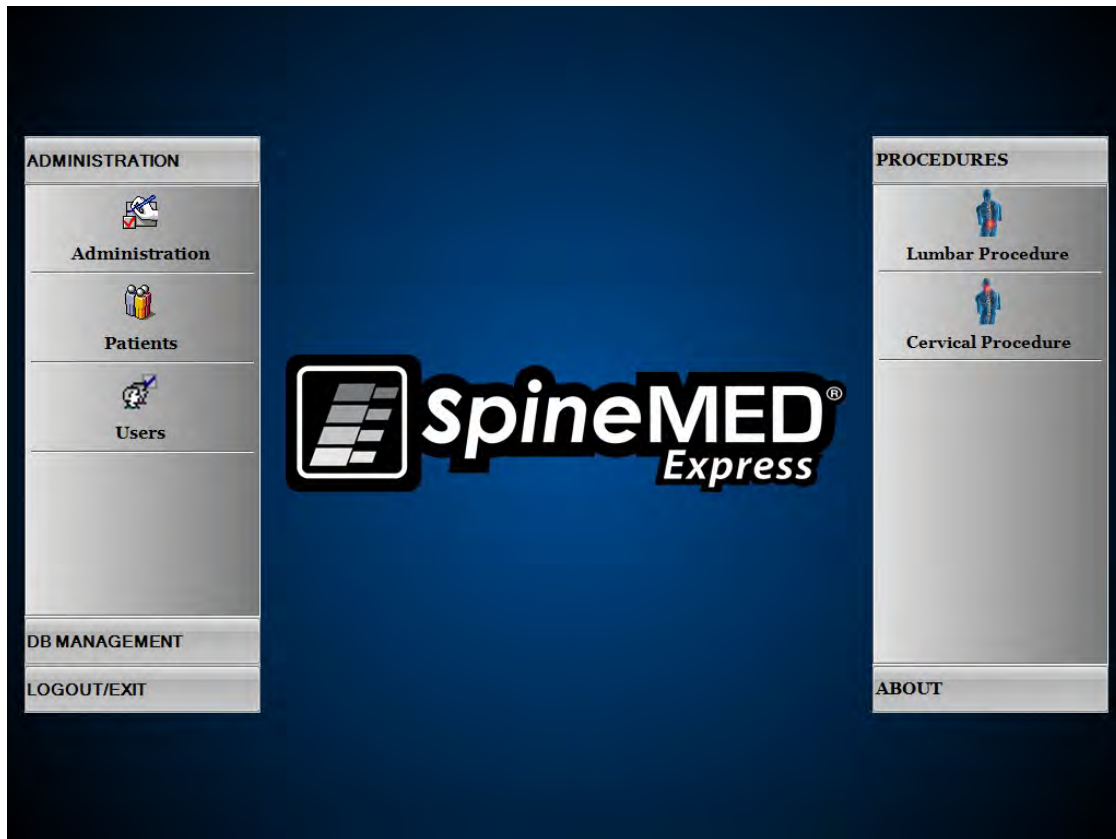 ADMINISTRATION
Administration
Patients
Users
DB MANAGEMENT
LOGOUT/EXIT
SpineMED®
Express
PROCEDURES
Lumbar Procedure
Cervical Procedure
ABOUT